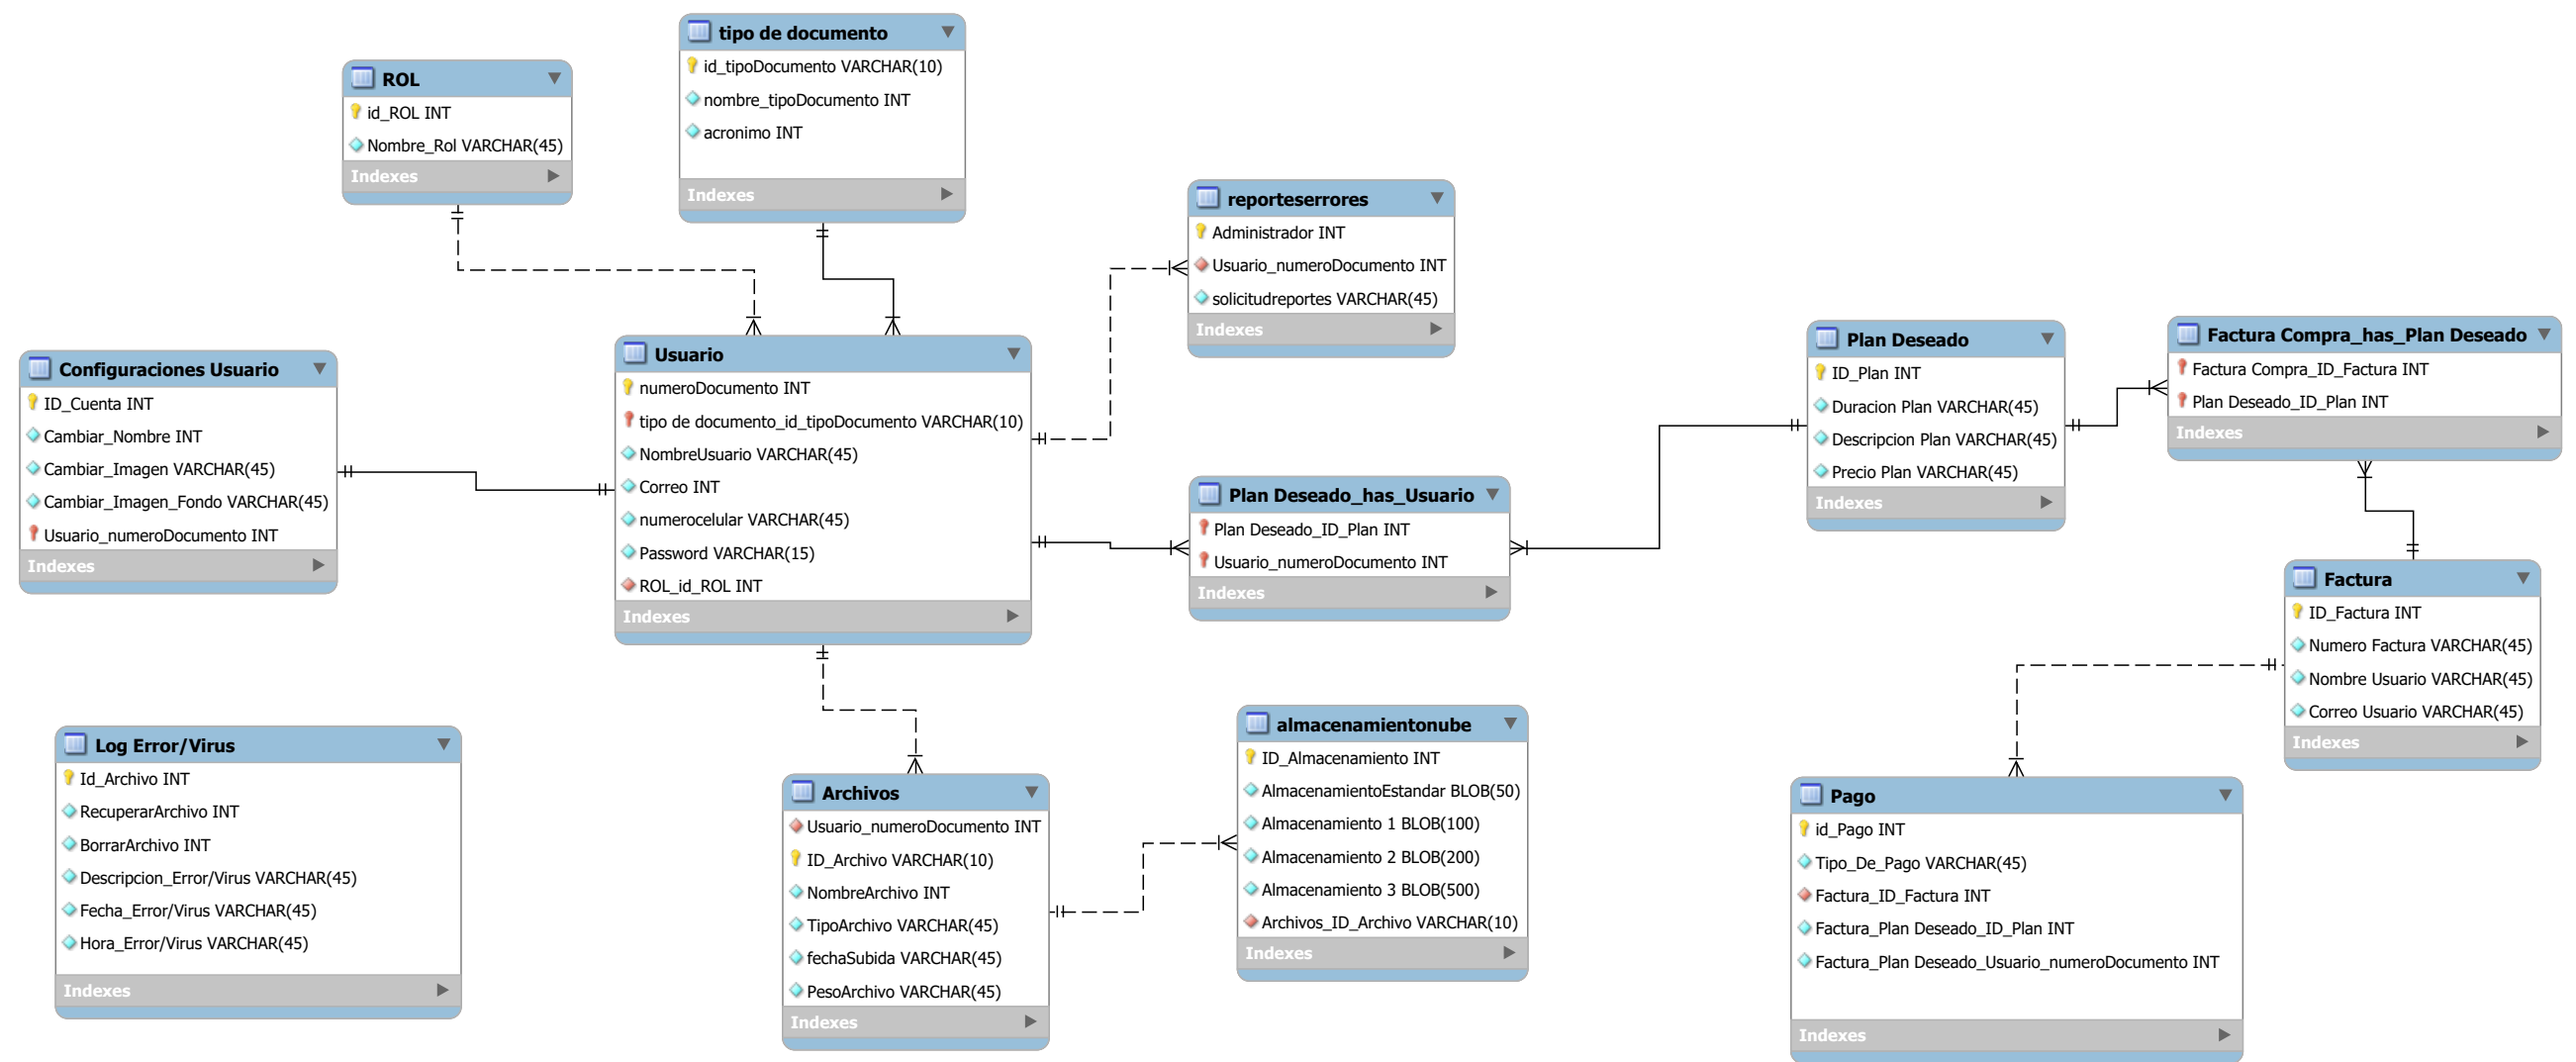 tipo de documento
id_tipoDocumento VARCHAR(10)
nombre_tipoDocumento INT
acronimo INT
Indexes
ROL
id_ROL INT
Nombre_Rol VARCHAR(45)
Indexes
reporteserrores
Administrador INT
Usuario_numeroDocumento INT
solicitudreportes VARCHAR(45)
Indexes
Configuraciones Usuario
ID_Cuenta INT
Cambiar_Nombre INT
Cambiar_Imagen VARCHAR(45)
Cambiar_Imagen_Fondo VARCHAR(45)
Usuario_numeroDocumento INT
Indexes
Usuario
numeroDocumento INT
tipo de documento_id_tipoDocumento VARCHAR(10)
NombreUsuario VARCHAR(45)
Correo INT
numerocelular VARCHAR(45)
Password VARCHAR(15)
ROL_id_ROL INT
Indexes
Plan Deseado_has_Usuario
Plan Deseado_ID_Plan INT
Usuario_numeroDocumento INT
Indexes
Plan Deseado
ID_Plan INT
Duracion Plan VARCHAR(45)
Descripcion Plan VARCHAR(45)
Precio Plan VARCHAR(45)
Indexes
Factura Compra_has_Plan Deseado
Factura Compra_ID_Factura INT
Plan Deseado_ID_Plan INT
Indexes
Factura
ID_Factura INT
Numero Factura VARCHAR(45)
Nombre Usuario VARCHAR(45)
Correo Usuario VARCHAR(45)
Indexes
Log Error/Virus
Id_Archivo INT
RecuperarArchivo INT
BorrarArchivo INT
Descripcion_Error/Virus VARCHAR(45)
Fecha_Error/Virus VARCHAR(45)
Hora_Error/Virus VARCHAR(45)
Indexes
Archivos
Usuario_numeroDocumento INT
ID_Archivo VARCHAR(10)
NombreArchivo INT
TipoArchivo VARCHAR(45)
fechaSubida VARCHAR(45)
PesoArchivo VARCHAR(45)
Indexes
almacenamientonube
ID_Almacenamiento INT
AlmacenamientoEstandar BLOB(50)
Almacenamiento 1 BLOB(100)
Almacenamiento 2 BLOB(200)
Almacenamiento 3 BLOB(500)
Archivos_ID_Archivo VARCHAR(10)
Indexes
Pago
id_Pago INT
Tipo_De_Pago VARCHAR(45)
Factura_ID_Factura INT
Factura_Plan Deseado_ID_Plan INT
Factura_Plan Deseado_Usuario_numeroDocumento INT
Indexes